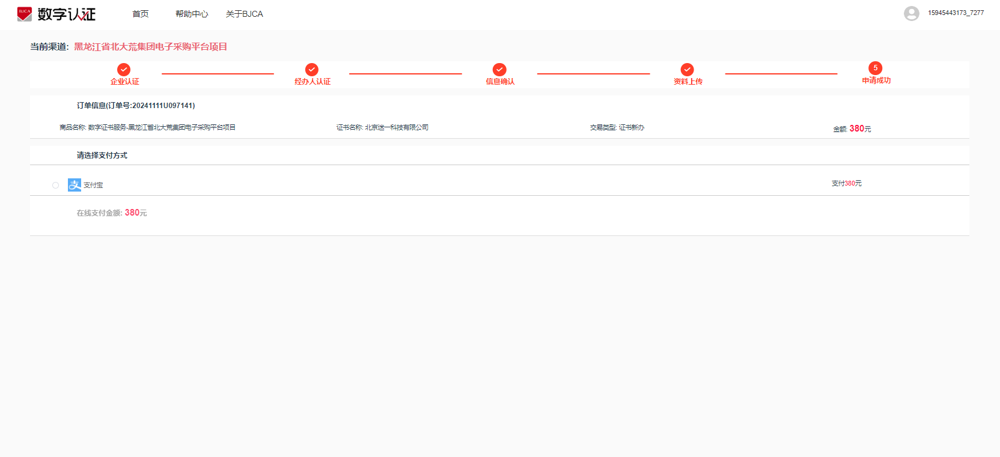 BJCA 数字认证 首页 帮助中心 关于BJCA 15945443173_7277
当前渠道: 黑龙江省北大荒集团电子采购平台项目
企业认证 经办人认证 信息确认 资料上传 5 申请成功
订单信息(订单号:20241111U097141)
商品名称: 数字证书服务-黑龙江省北大荒集团电子采购平台项目 证书名称: 北京迷一科技有限公司 交易类型: 证书新办 金额: 380元
请选择支付方式
支 支付宝 支付380元
在线支付金额: 380元